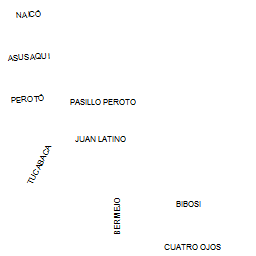 NAICÓ
ASUSAQUI
PEROTÓ
PASILLO PEROTO
JUAN LATINO
TUCABACA
BERMEJO
BIBOSI
CUATRO OJOS